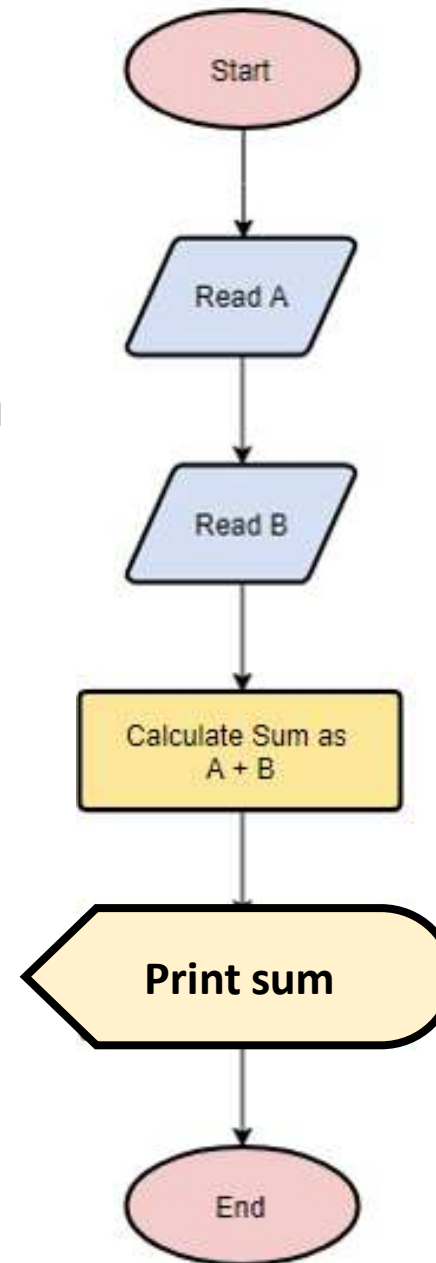 Start
Read A
Read B
Calculate Sum as
A + B
Print sum
End